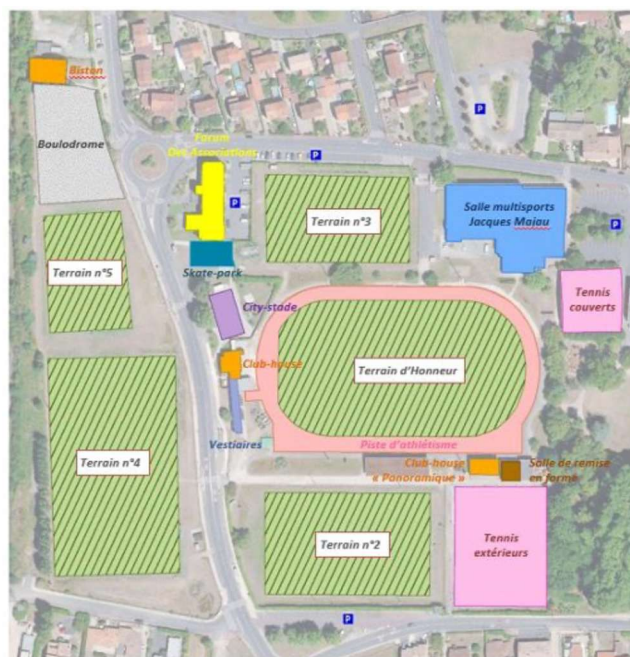 Biston
P
Boulodrome
Forum
Des Associations
P
P
Terrain n°3
Salle multisports
Jacques Majau
P
Terrain n°5
Skate-park
City-stade
Tennis
couverts
Club-house
Terrain d'Honneur
Vestiaires
Piste d'athlétisme
Terrain n°4
Club-house
« Panoramique »
Salle de remise
en forme
Terrain n°2
Tennis
extérieurs
P